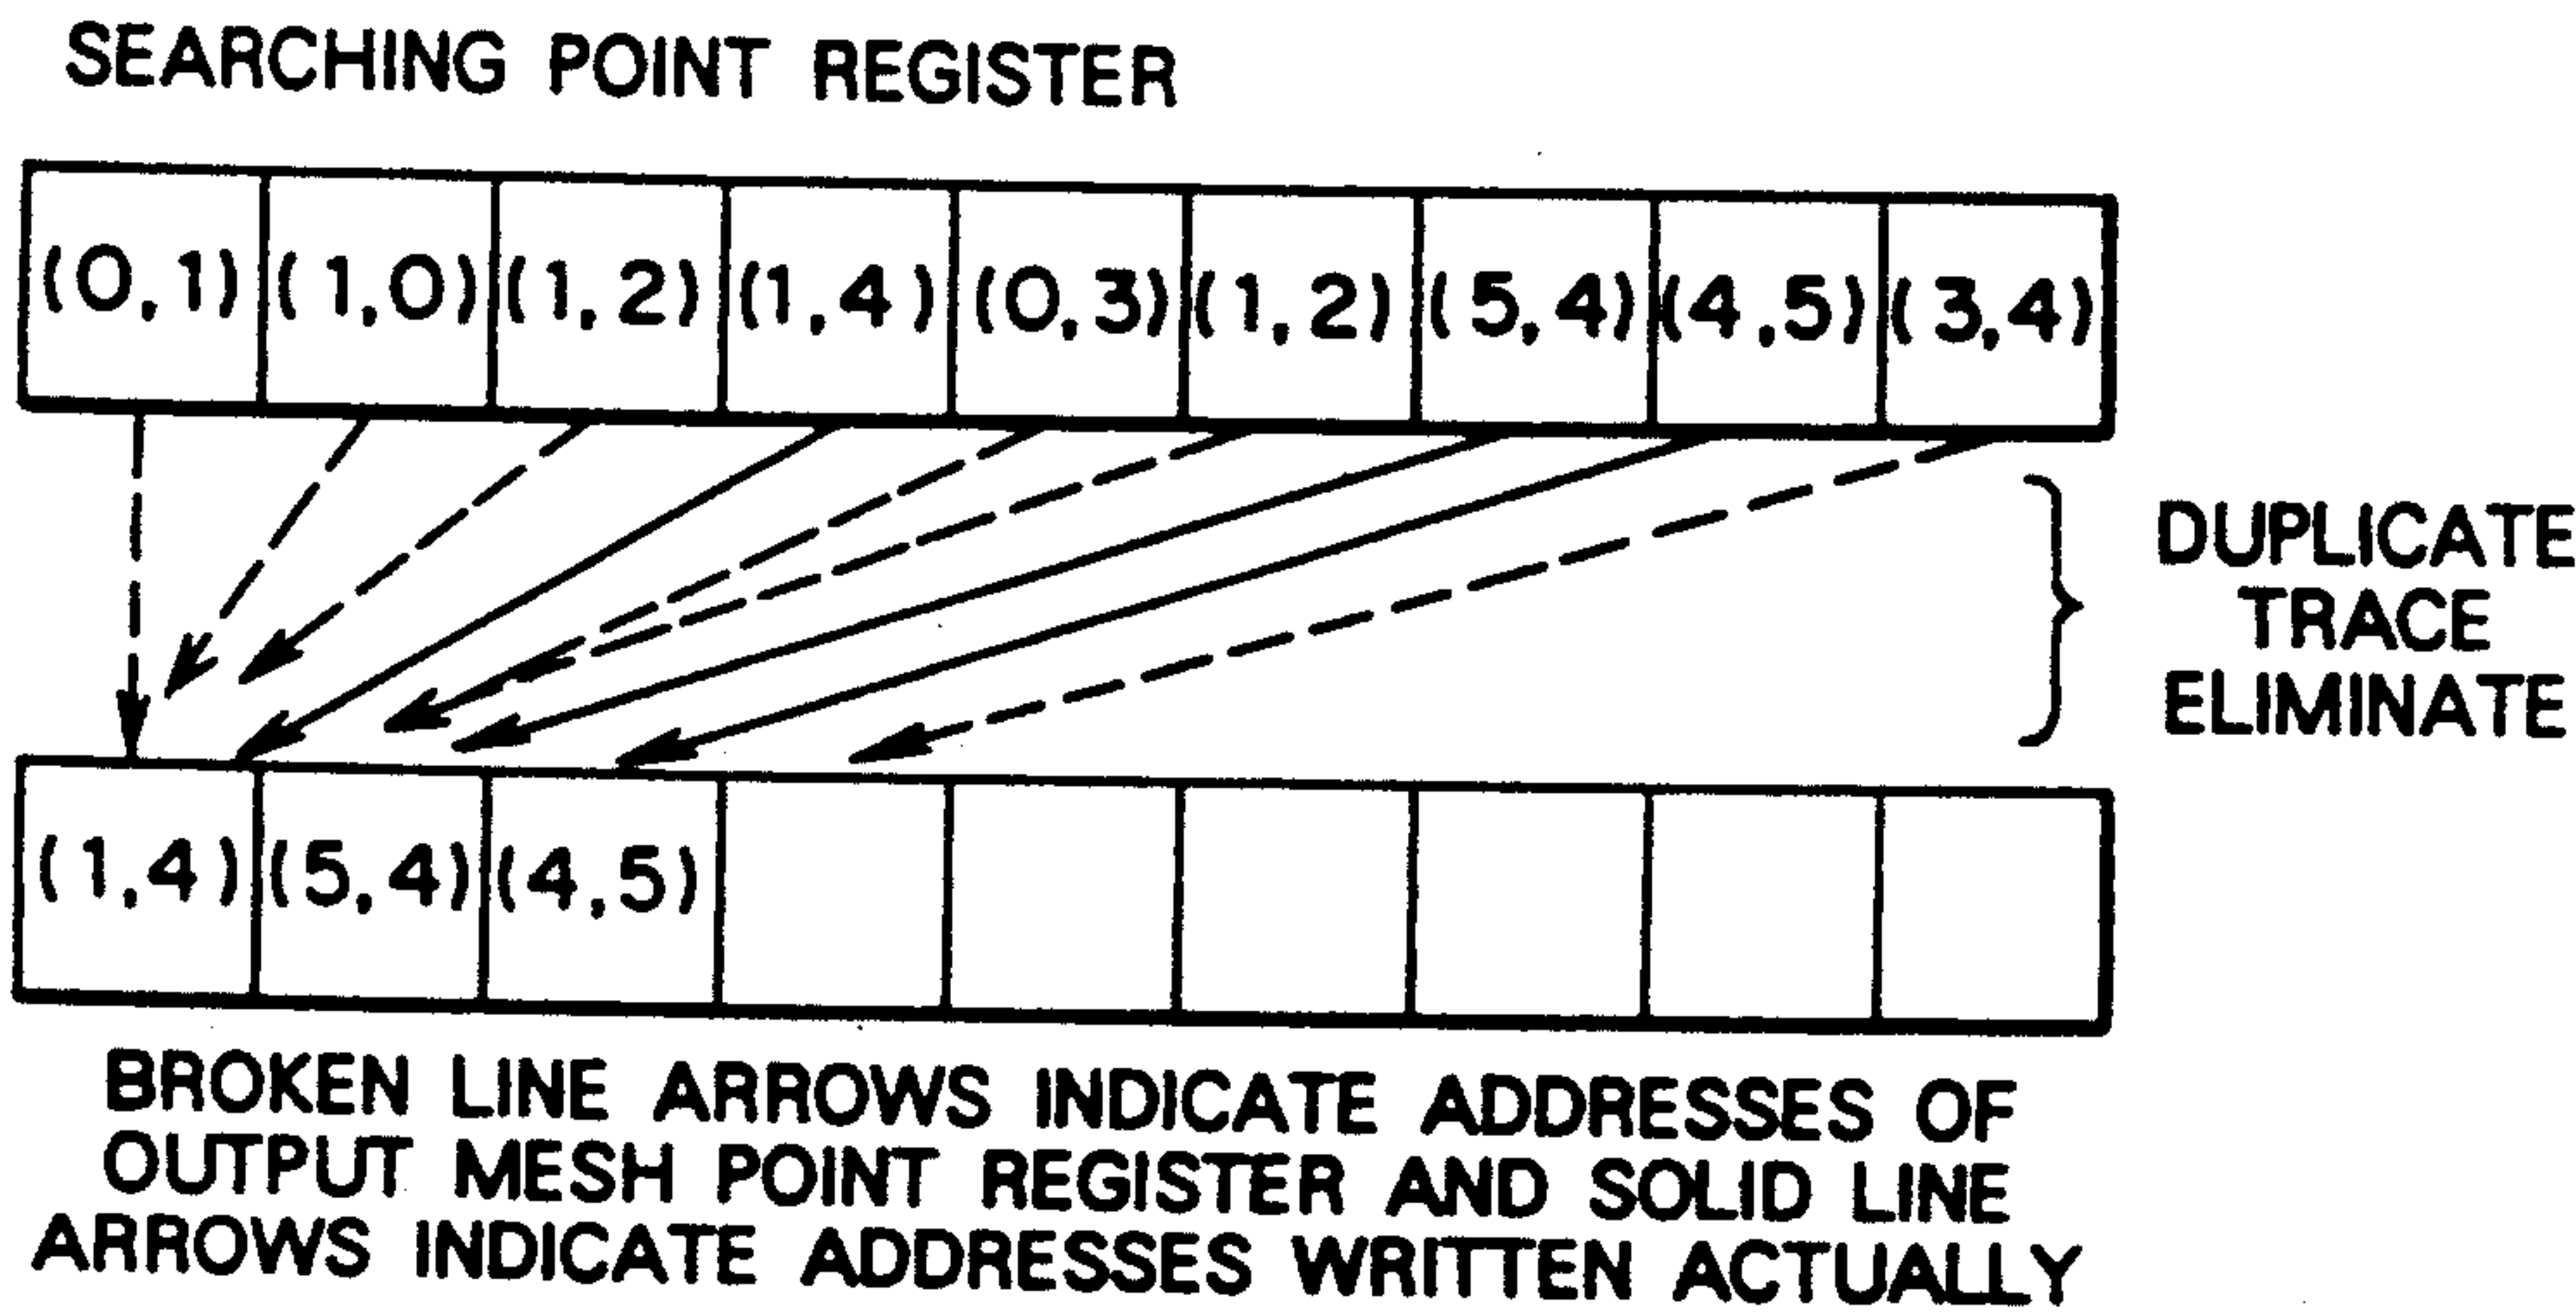 SEARCHING POINT REGISTER
(0,1) (1,0) (1,2) (1,4) (0,3) (1,2) (5,4) (4,5) (3,4)
DUPLICATE
TRACE
ELIMINATE
(1,4) (5,4) (4,5)
BROKEN LINE ARROWS INDICATE ADDRESSES OF
OUTPUT MESH POINT REGISTER AND SOLID LINE
ARROWS INDICATE ADDRESSES WRITTEN ACTUALLY